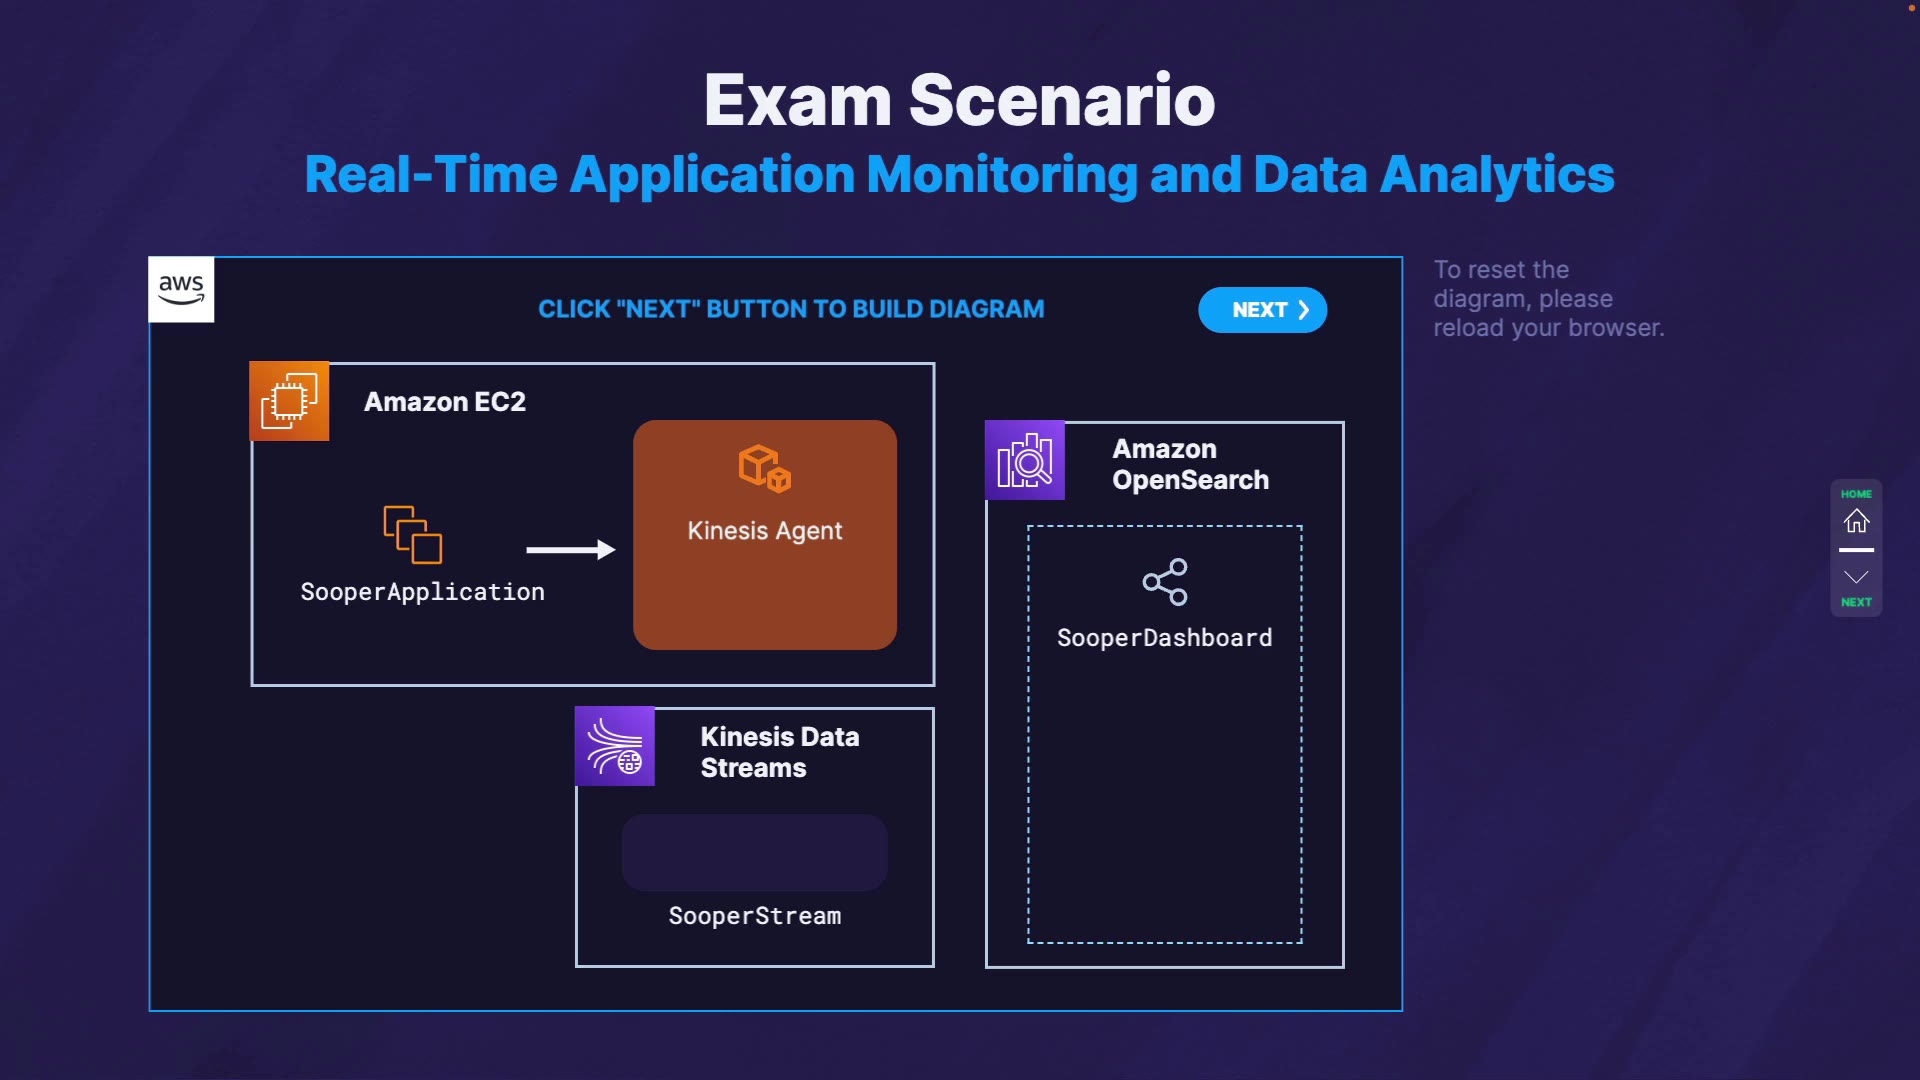 Exam Scenario
Real-Time Application Monitoring and Data Analytics
aws
CLICK "NEXT" BUTTON TO BUILD DIAGRAM
NEXT
To reset the
diagram, please
reload your browser.
Amazon EC2
Kinesis Agent
SooperApplication
Amazon
OpenSearch
SooperDashboard
Kinesis Data
Streams
SooperStream
HOME
NEXT